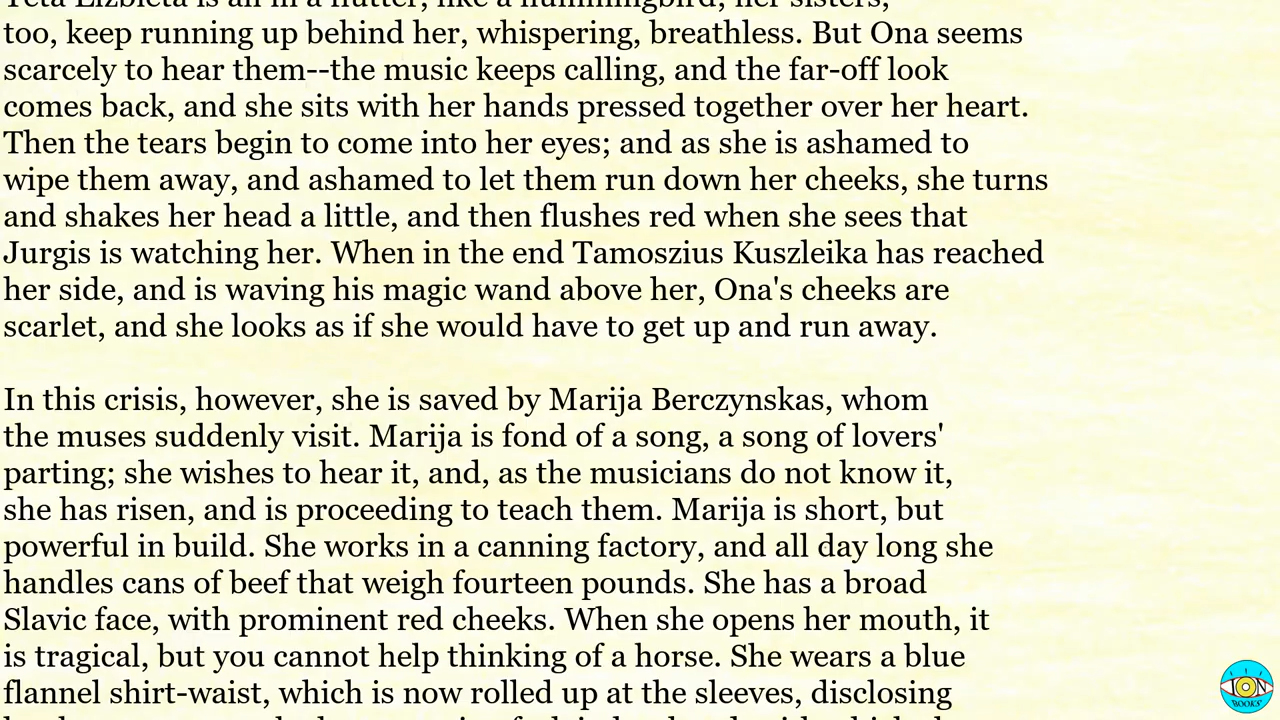 Teta Elzbieta is all in a flutter, like a hummingbird; her sisters,
too, keep running up behind her, whispering, breathless. But Ona seems
scarcely to hear them--the music keeps calling, and the far-off look
comes back, and she sits with her hands pressed together over her heart.
Then the tears begin to come into her eyes; and as she is ashamed to
wipe them away, and ashamed to let them run down her cheeks, she turns
and shakes her head a little, and then flushes red when she sees that
Jurgis is watching her. When in the end Tamoszius Kuszleika has reached
her side, and is waving his magic wand above her, Ona's cheeks are
scarlet, and she looks as if she would have to get up and run away.
In this crisis, however, she is saved by Marija Berczynskas, whom
the muses suddenly visit. Marija is fond of a song, a song of lovers'
parting; she wishes to hear it, and, as the musicians do not know it,
she has risen, and is proceeding to teach them. Marija is short, but
powerful in build. She works in a canning factory, and all day long she
handles cans of beef that weigh fourteen pounds. She has a broad
Slavic face, with prominent red cheeks. When she opens her mouth, it
is tragical, but you cannot help thinking of a horse. She wears a blue
flannel shirt-waist, which is now rolled up at the sleeves, disclosing
ION
BOOKS